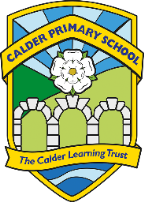 CALDER PRIMARY SCHOOL
The Calder Learning Trust